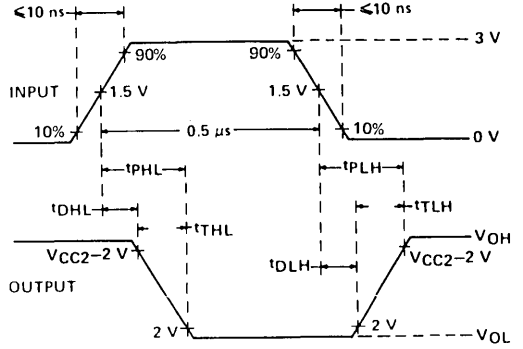 ≤10 ns
≤10 ns
3 V
90%
90%
INPUT
1.5 V
1.5 V
10%
0.5 μs
10%
0 V
tPHL
tPLH
tDHL
tTHL
tTLH
VOH
VCC2–2 V
VCC2–2 V
tDLH
OUTPUT
2 V
2 V
VOL